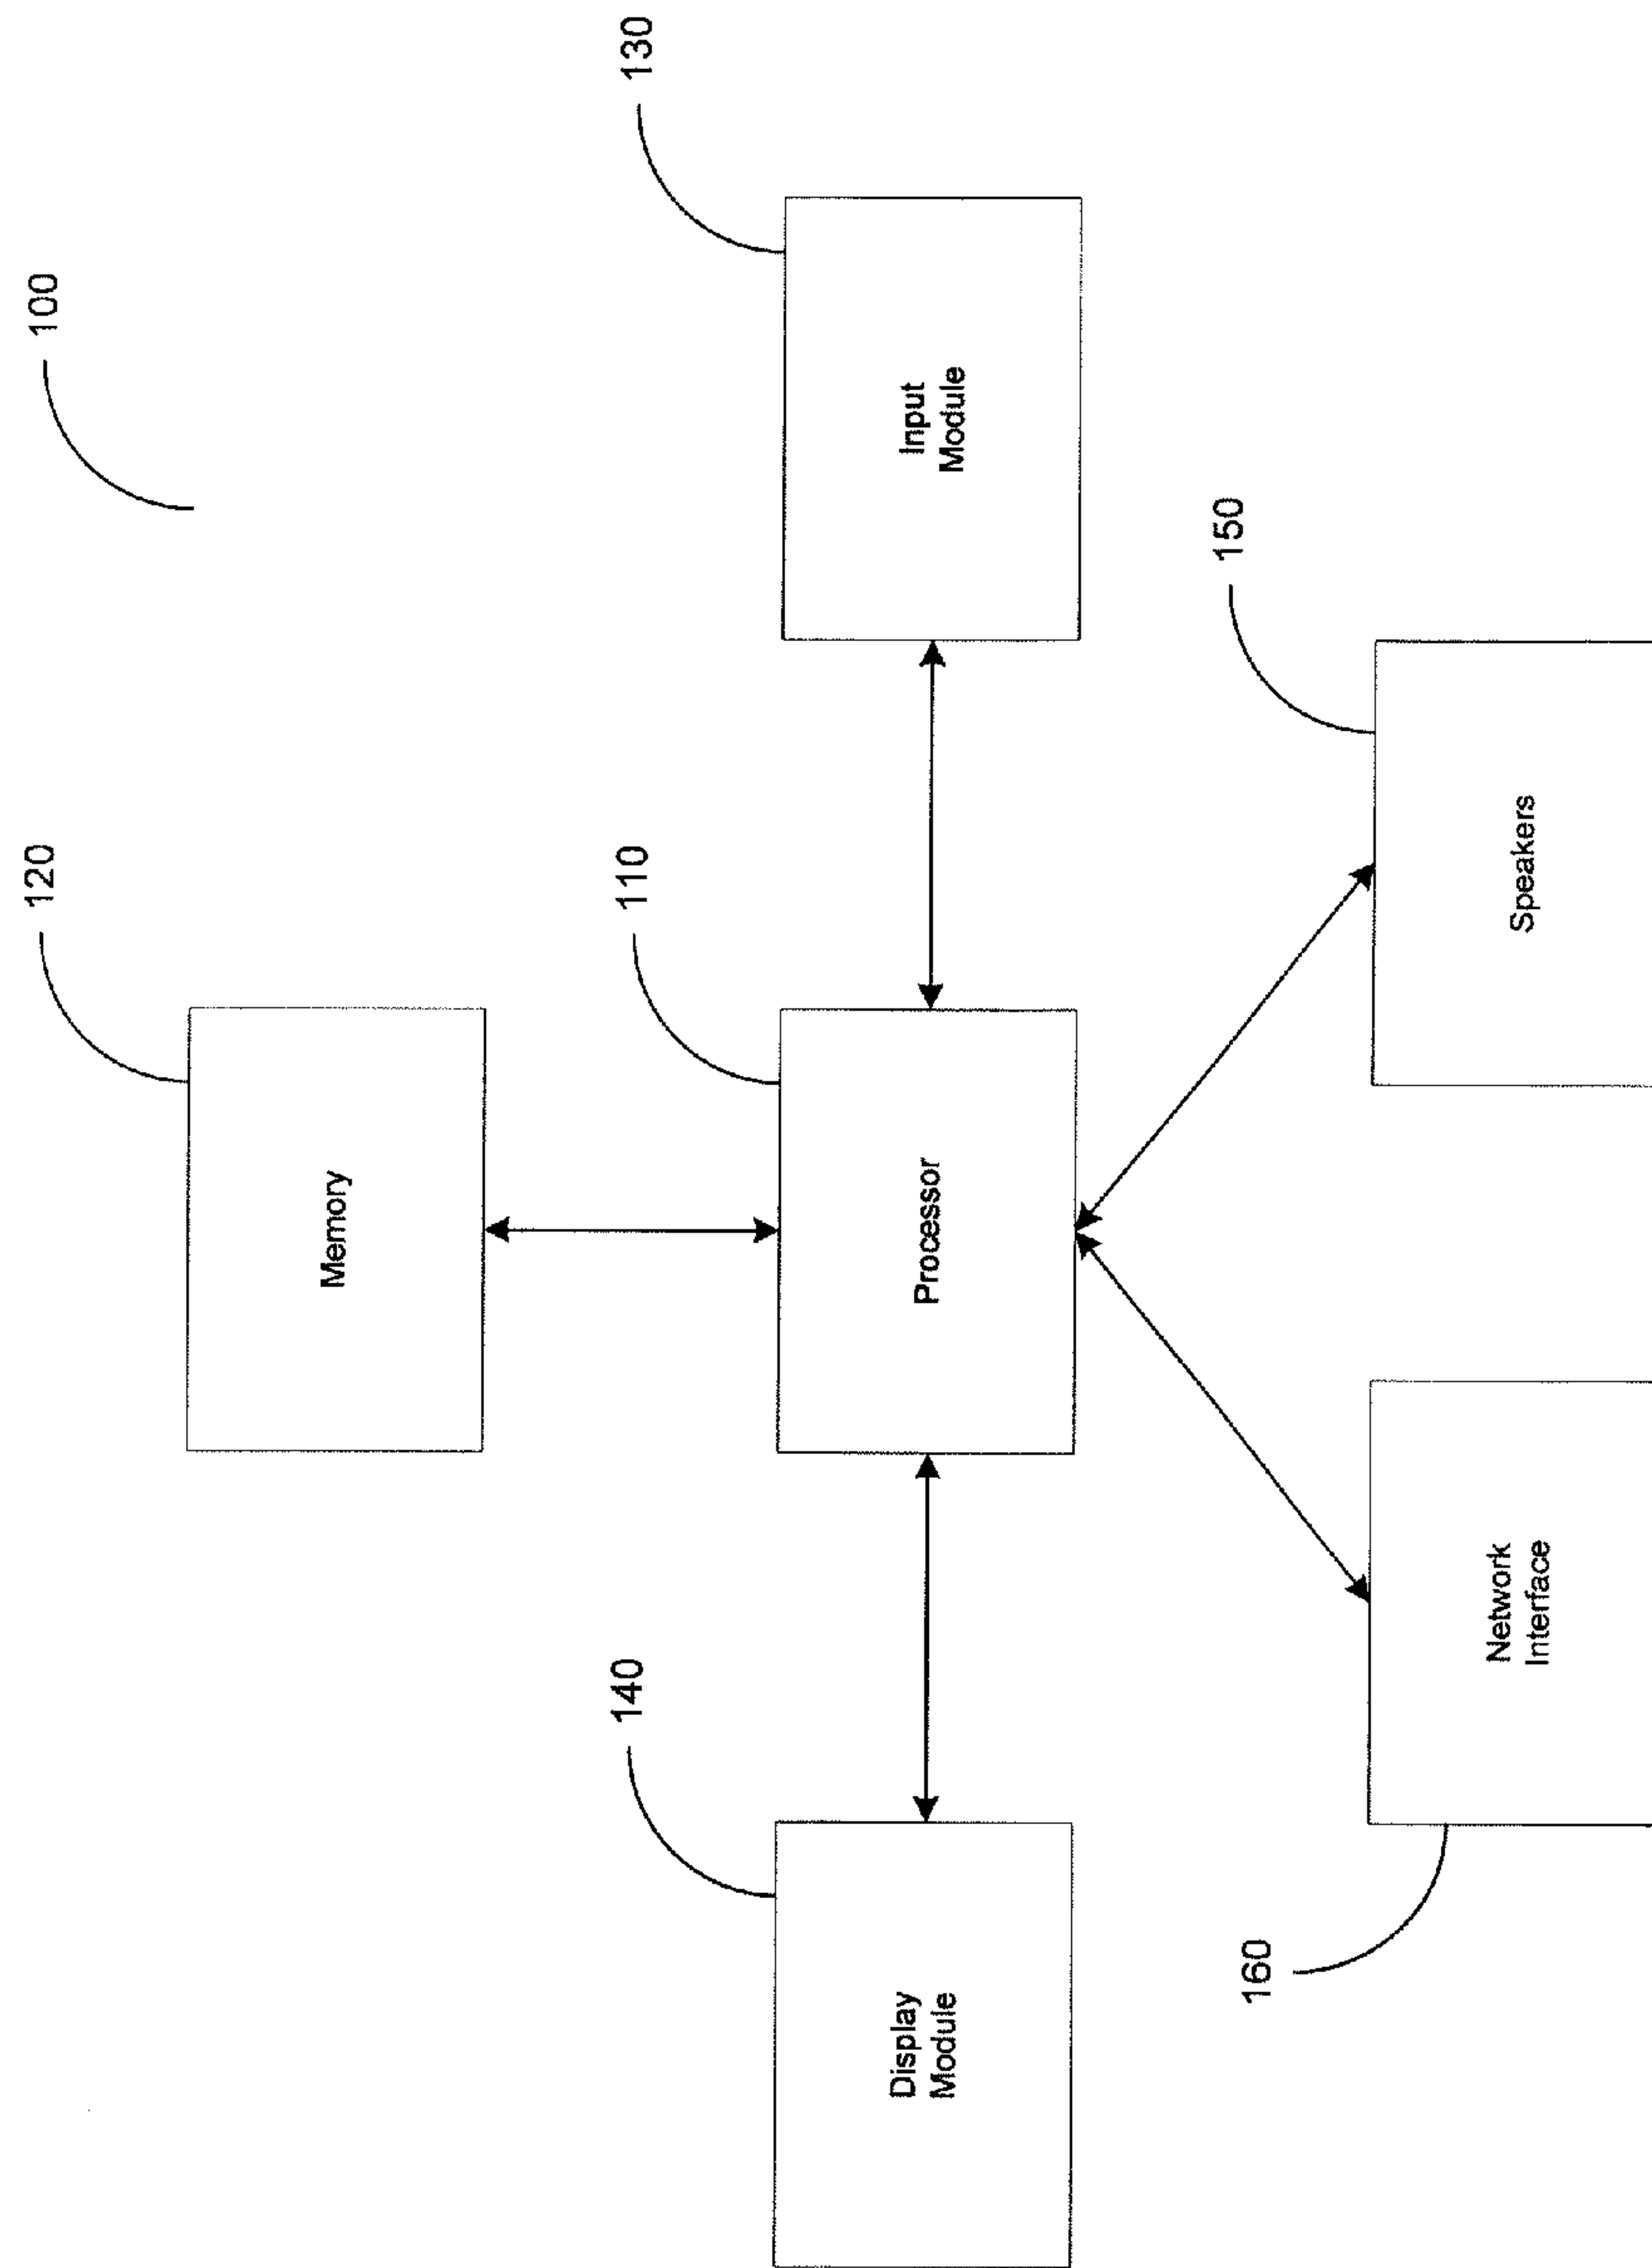 100
120
Memory
140
110
130
Display
Module
Processor
Input
Module
160
150
Network
Interface
Speakers